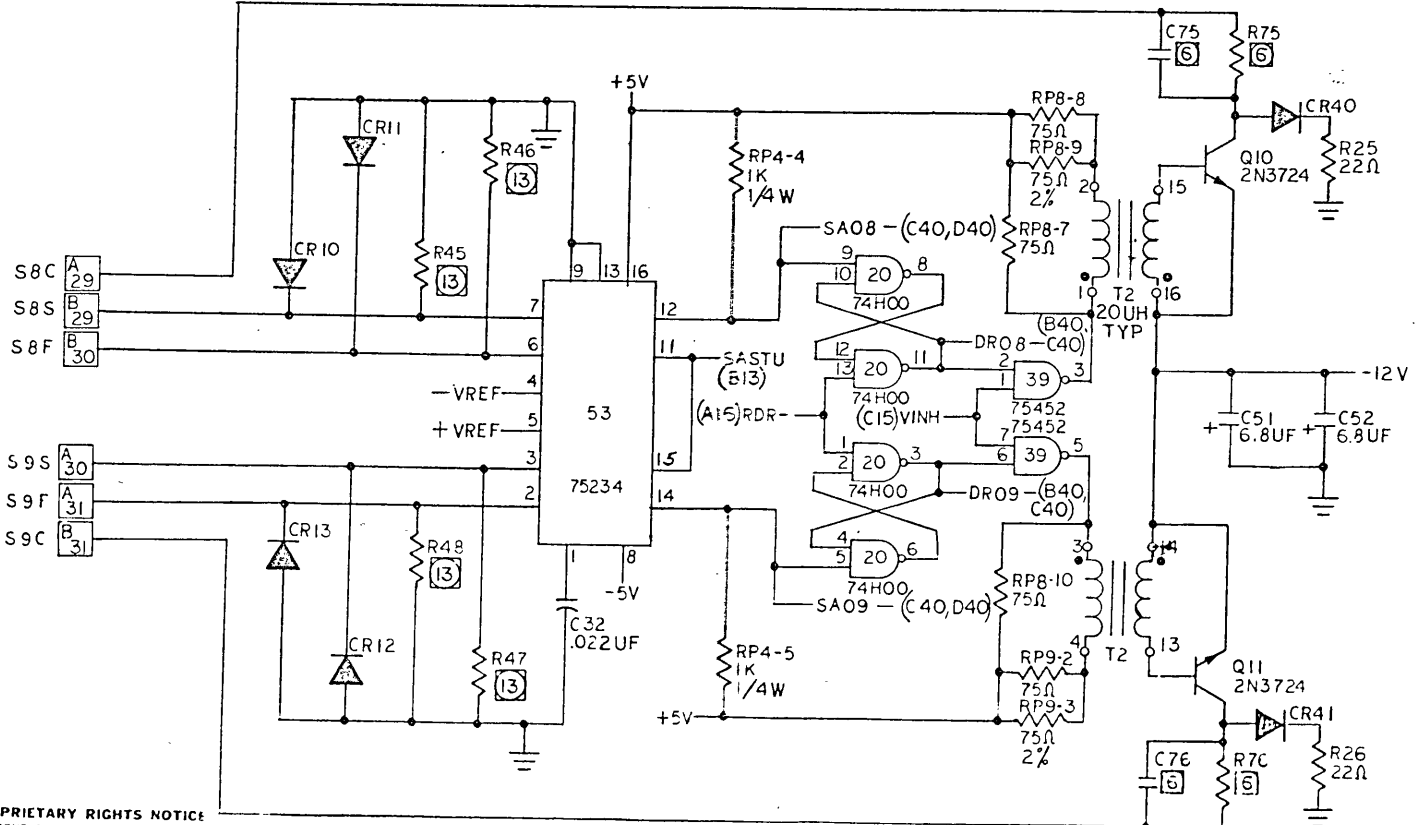 C75
6
R75
6
+5V
CR11
R46
13
RP8-8
75Ω
RP8-9
75Ω
2%
CR40
RP4-4
1K
1/4W
Q10
2N3724
R25
22Ω
2
15
CR10
R45
13
SA08-(C40,D40)
RP8-7
75Ω
S8C
A
29
9
13
16
9
10
20
8
74H00
1
T2
16
20UH
TYP
S8S
B
29
7
12
(B40,
DR08-C40)
S8F
B
30
6
11
SASTU
(B13)
12
13
20
11
74H00
2
1
39
3
75452
-12V
-VREF
4
53
(A15)RDR-
(C15)VINH
75452
C51
+
6.8UF
C52
+
6.8UF
+VREF
5
1
2
20
3
74H00
7
6
39
5
S9S
A
30
3
15
S9F
A
31
2
75234
14
DR09-(B40,
C40)
S9C
B
31
CR13
R48
13
4
5
20
6
74H00
3
14
1
8
-5V
RP8-10
75Ω
SA09-(C40,D40)
C32
.022UF
CR12
R47
13
RP4-5
1K
1/4W
4
T2
13
RP9-2
75Ω
RP9-3
75Ω
2%
Q11
2N3724
+5V
CR41
C76
6
R76
6
R26
22Ω
PRIETARY RIGHTS NOTICE